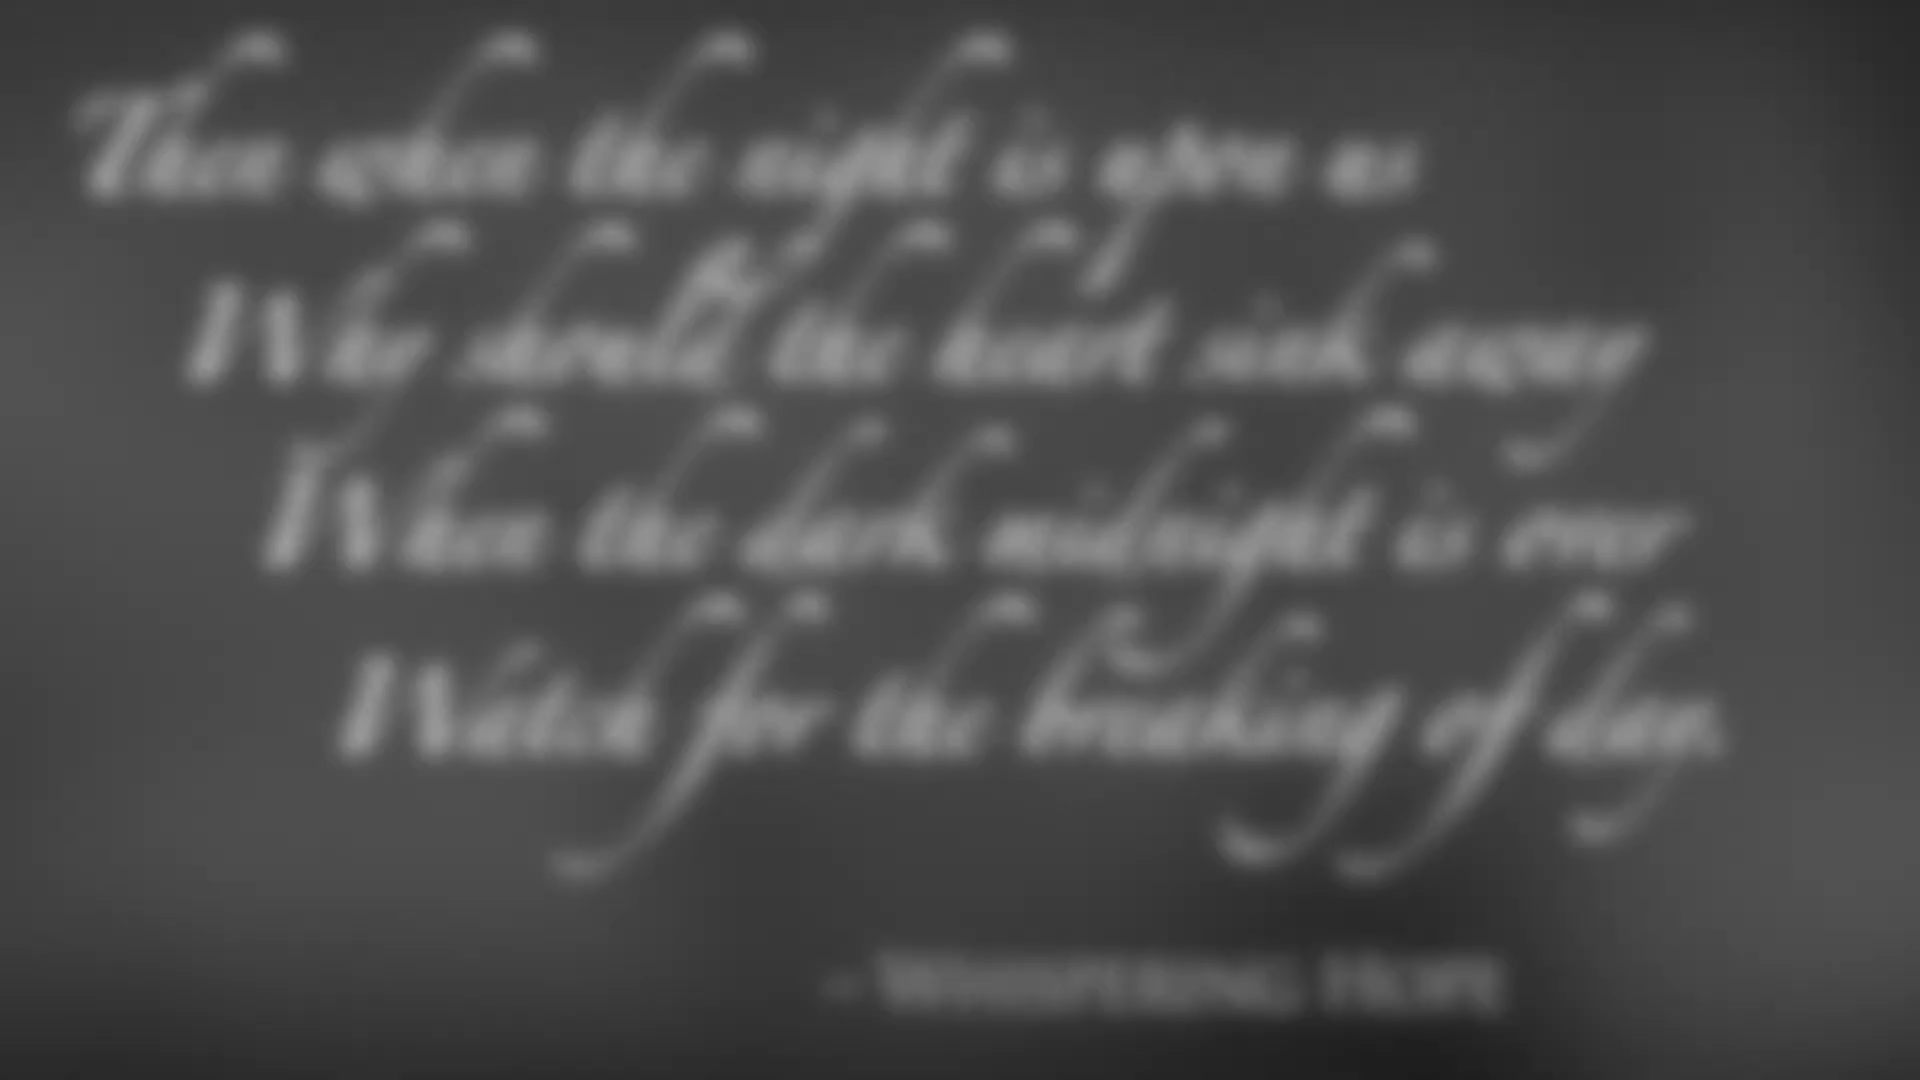 Then when the night is upon us
Why should the heart sink away
When the dark midnight is over
Watch for the breaking of day.
– Whispering Hope